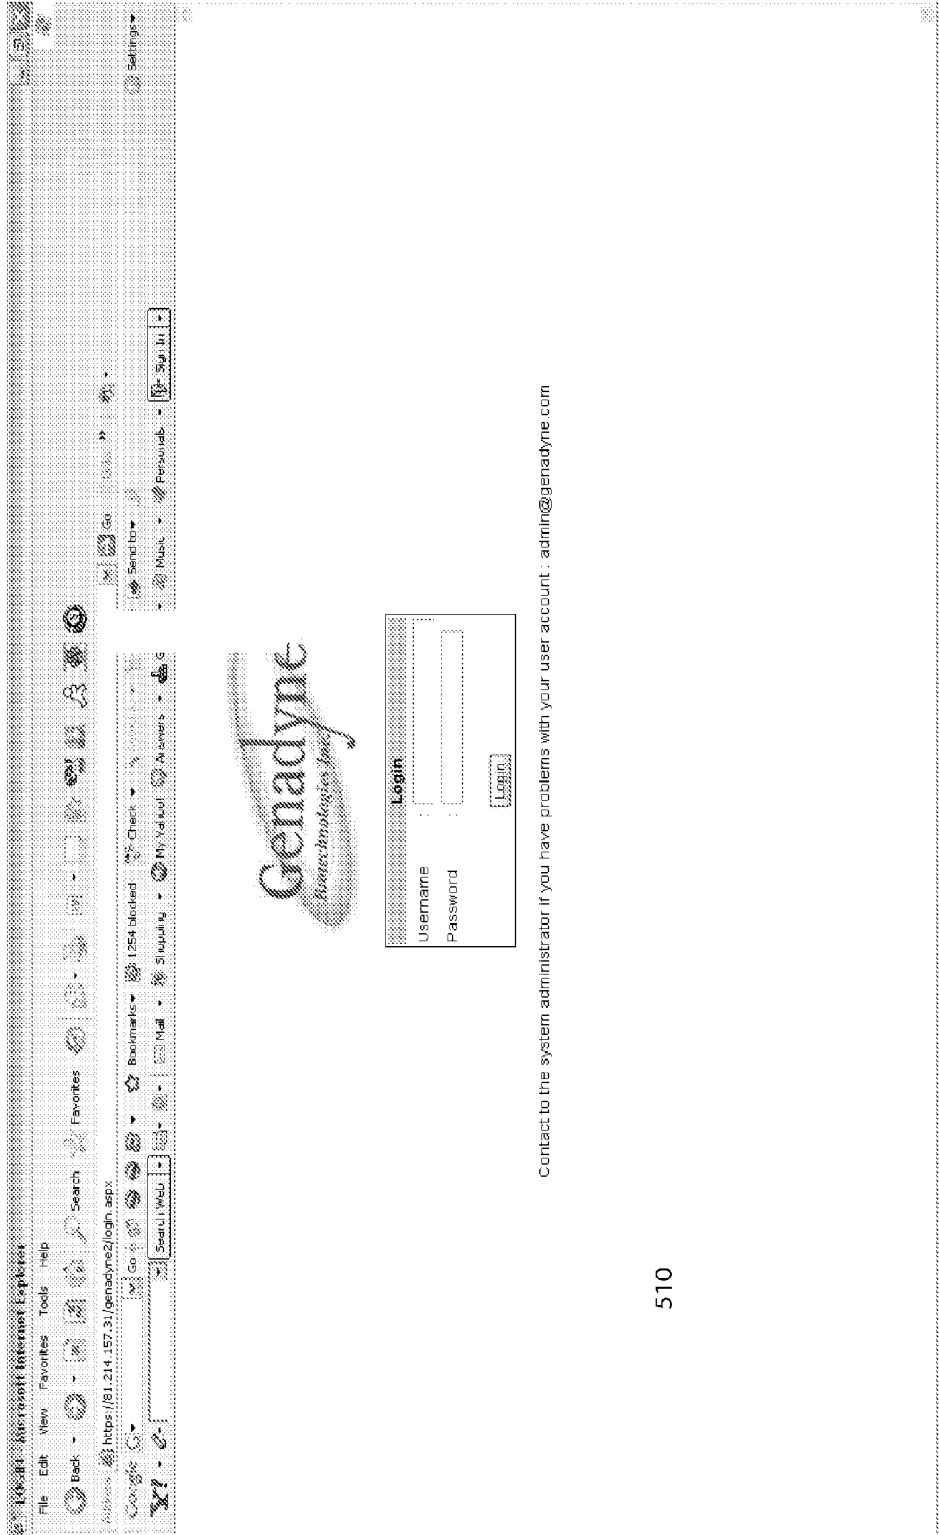 LOGIN - Microsoft Internet Explorer
File Edit View Favorites Tools Help
Back Search Favorites
Address https://81.214.157.31/genadyne2/login.aspx Go
Google G Go Bookmarks 1254 blocked Check Send to Settings
Y! Search Web Mail Shopping My Yahoo! Answers G Music Personals Sign In
Genadyne
Biotechnologies Inc.
Login
Username :
Password :
Login
Contact to the system administrator if you have problems with your user account : admin@genadyne.com
510